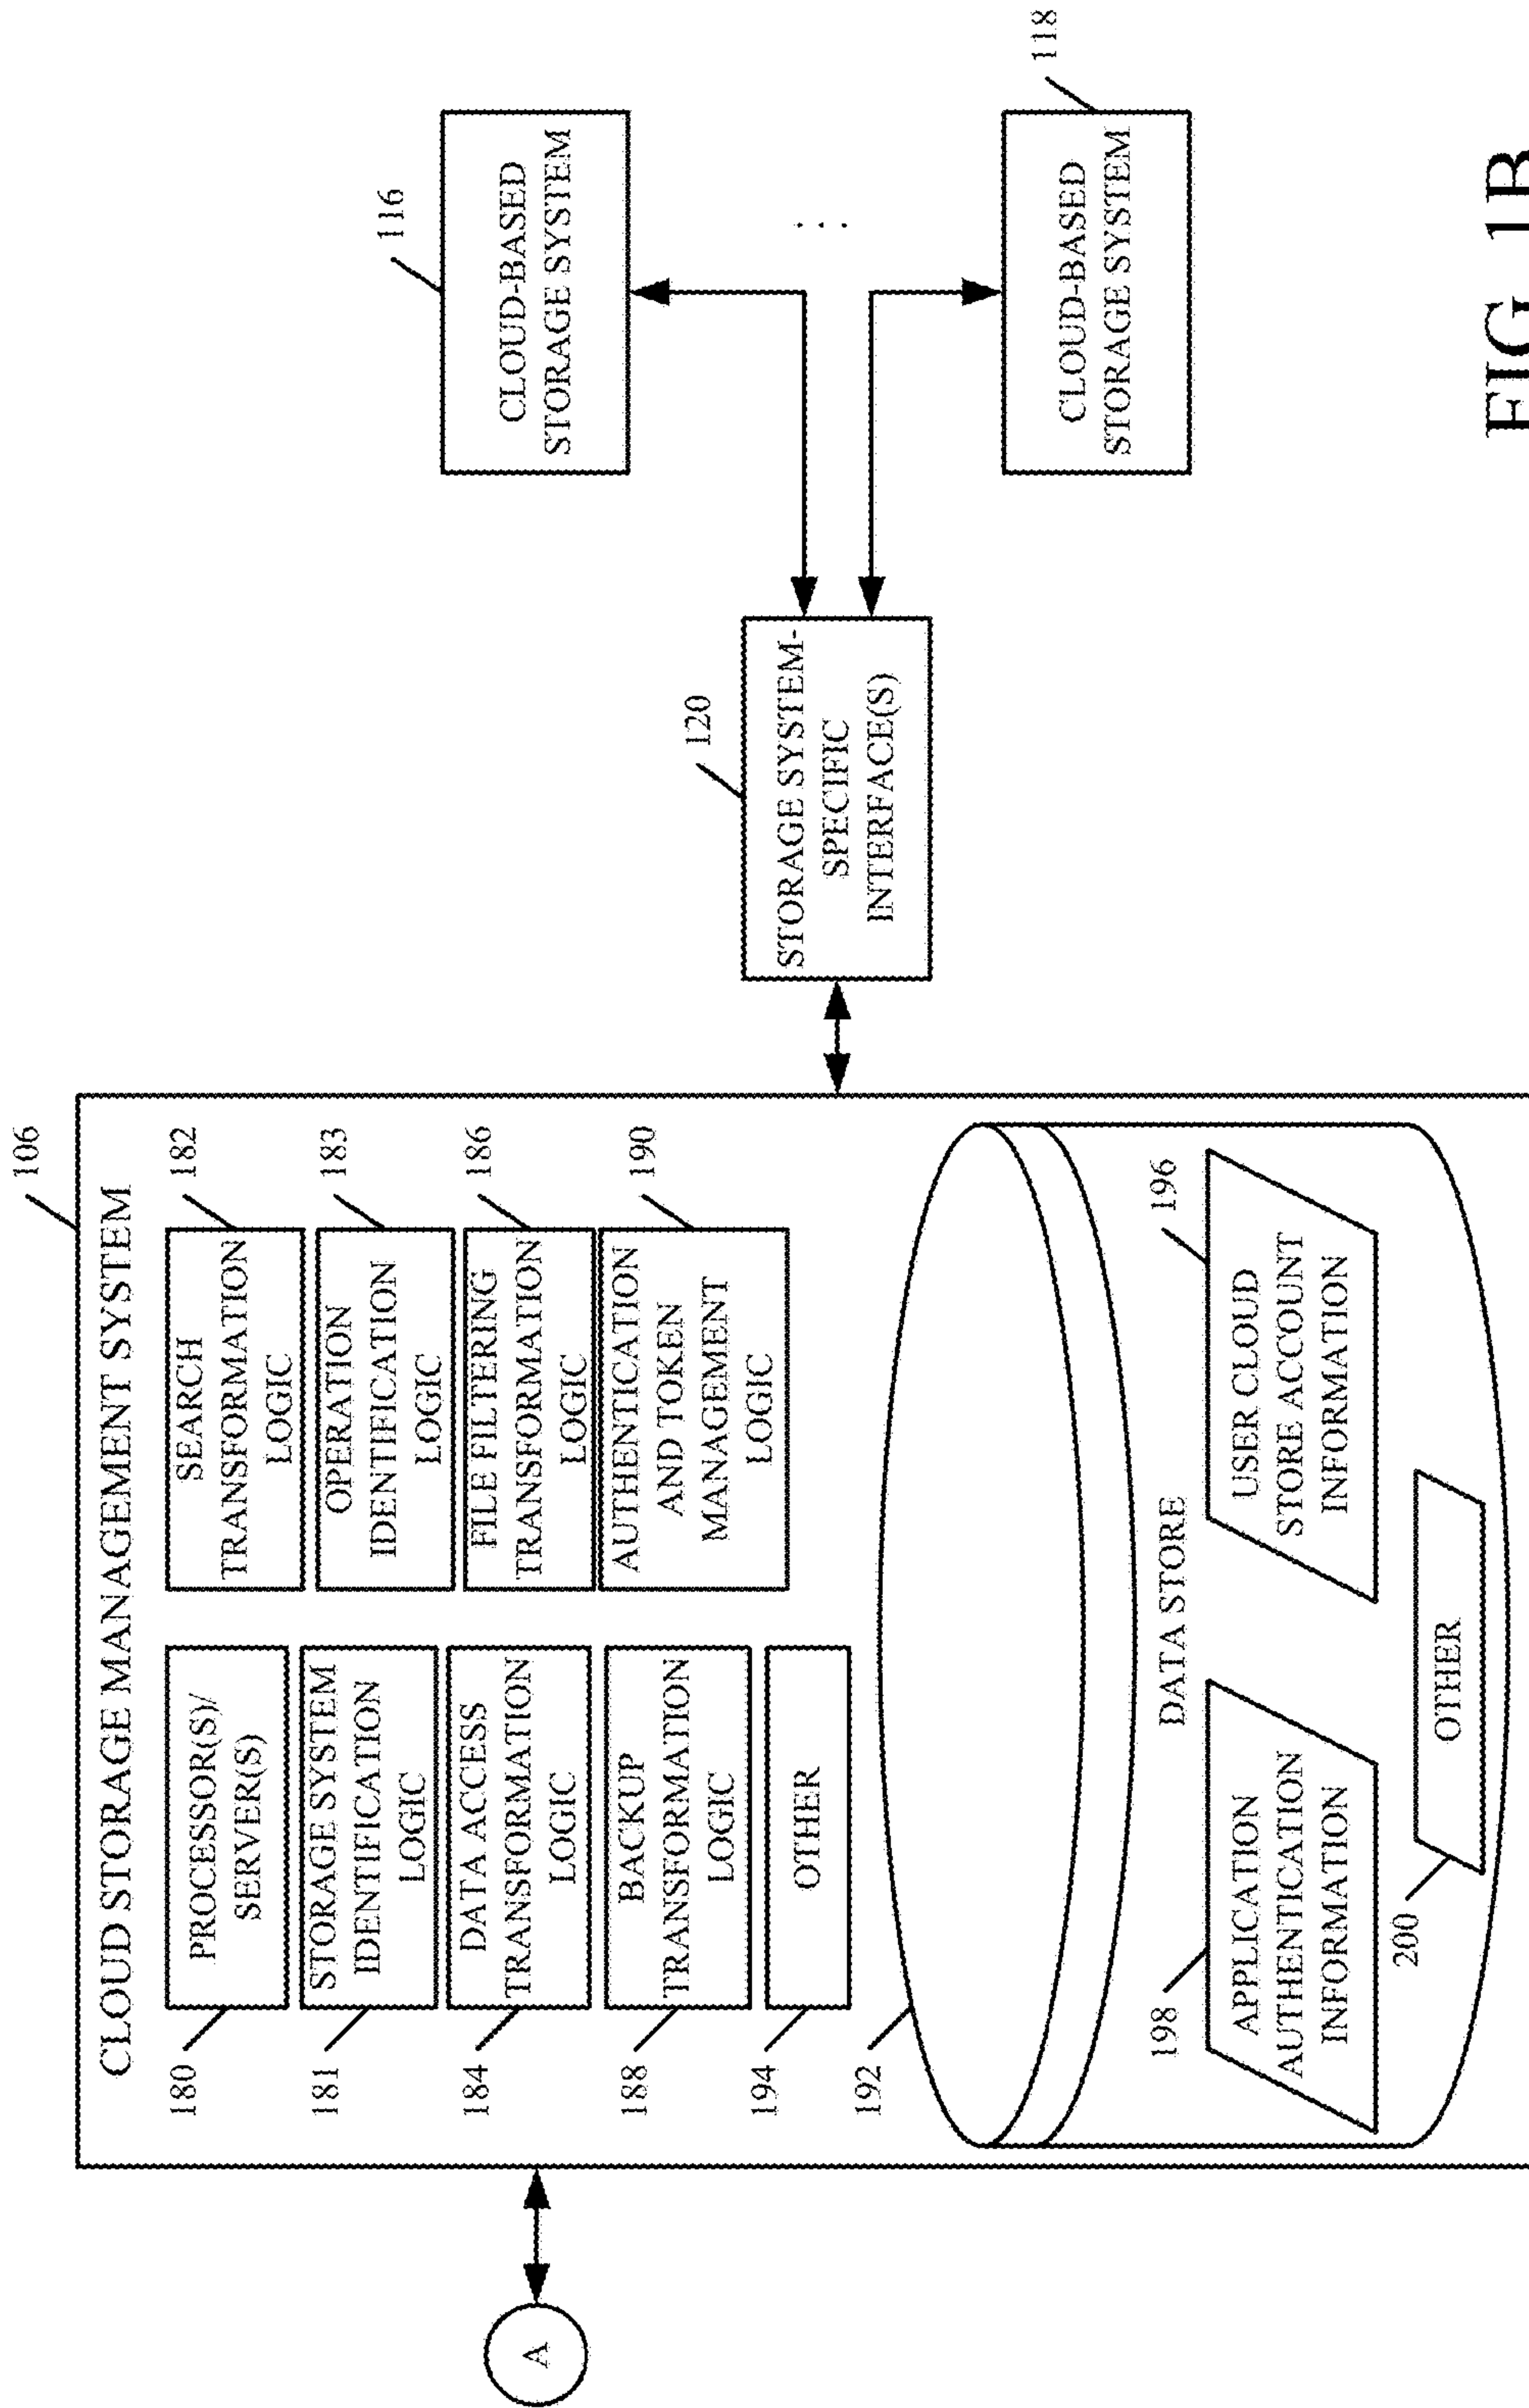 106
CLOUD STORAGE MANAGEMENT SYSTEM
180
PROCESSOR(S)/
SERVER(S)
SEARCH
TRANSFORMATION
LOGIC
182
181
STORAGE SYSTEM
IDENTIFICATION
LOGIC
OPERATION
IDENTIFICATION
LOGIC
183
184
DATA ACCESS
TRANSFORMATION
LOGIC
FILE FILTERING
TRANSFORMATION
LOGIC
186
188
BACKUP
TRANSFORMATION
LOGIC
AUTHENTICATION
AND TOKEN
MANAGEMENT
LOGIC
190
194
OTHER
192
DATA STORE
198
APPLICATION
AUTHENTICATION
INFORMATION
196
USER CLOUD
STORE ACCOUNT
INFORMATION
200
OTHER
A
120
STORAGE SYSTEM-
SPECIFIC
INTERFACE(S)
116
CLOUD-BASED
STORAGE SYSTEM
...
118
CLOUD-BASED
STORAGE SYSTEM
FIG. 1B